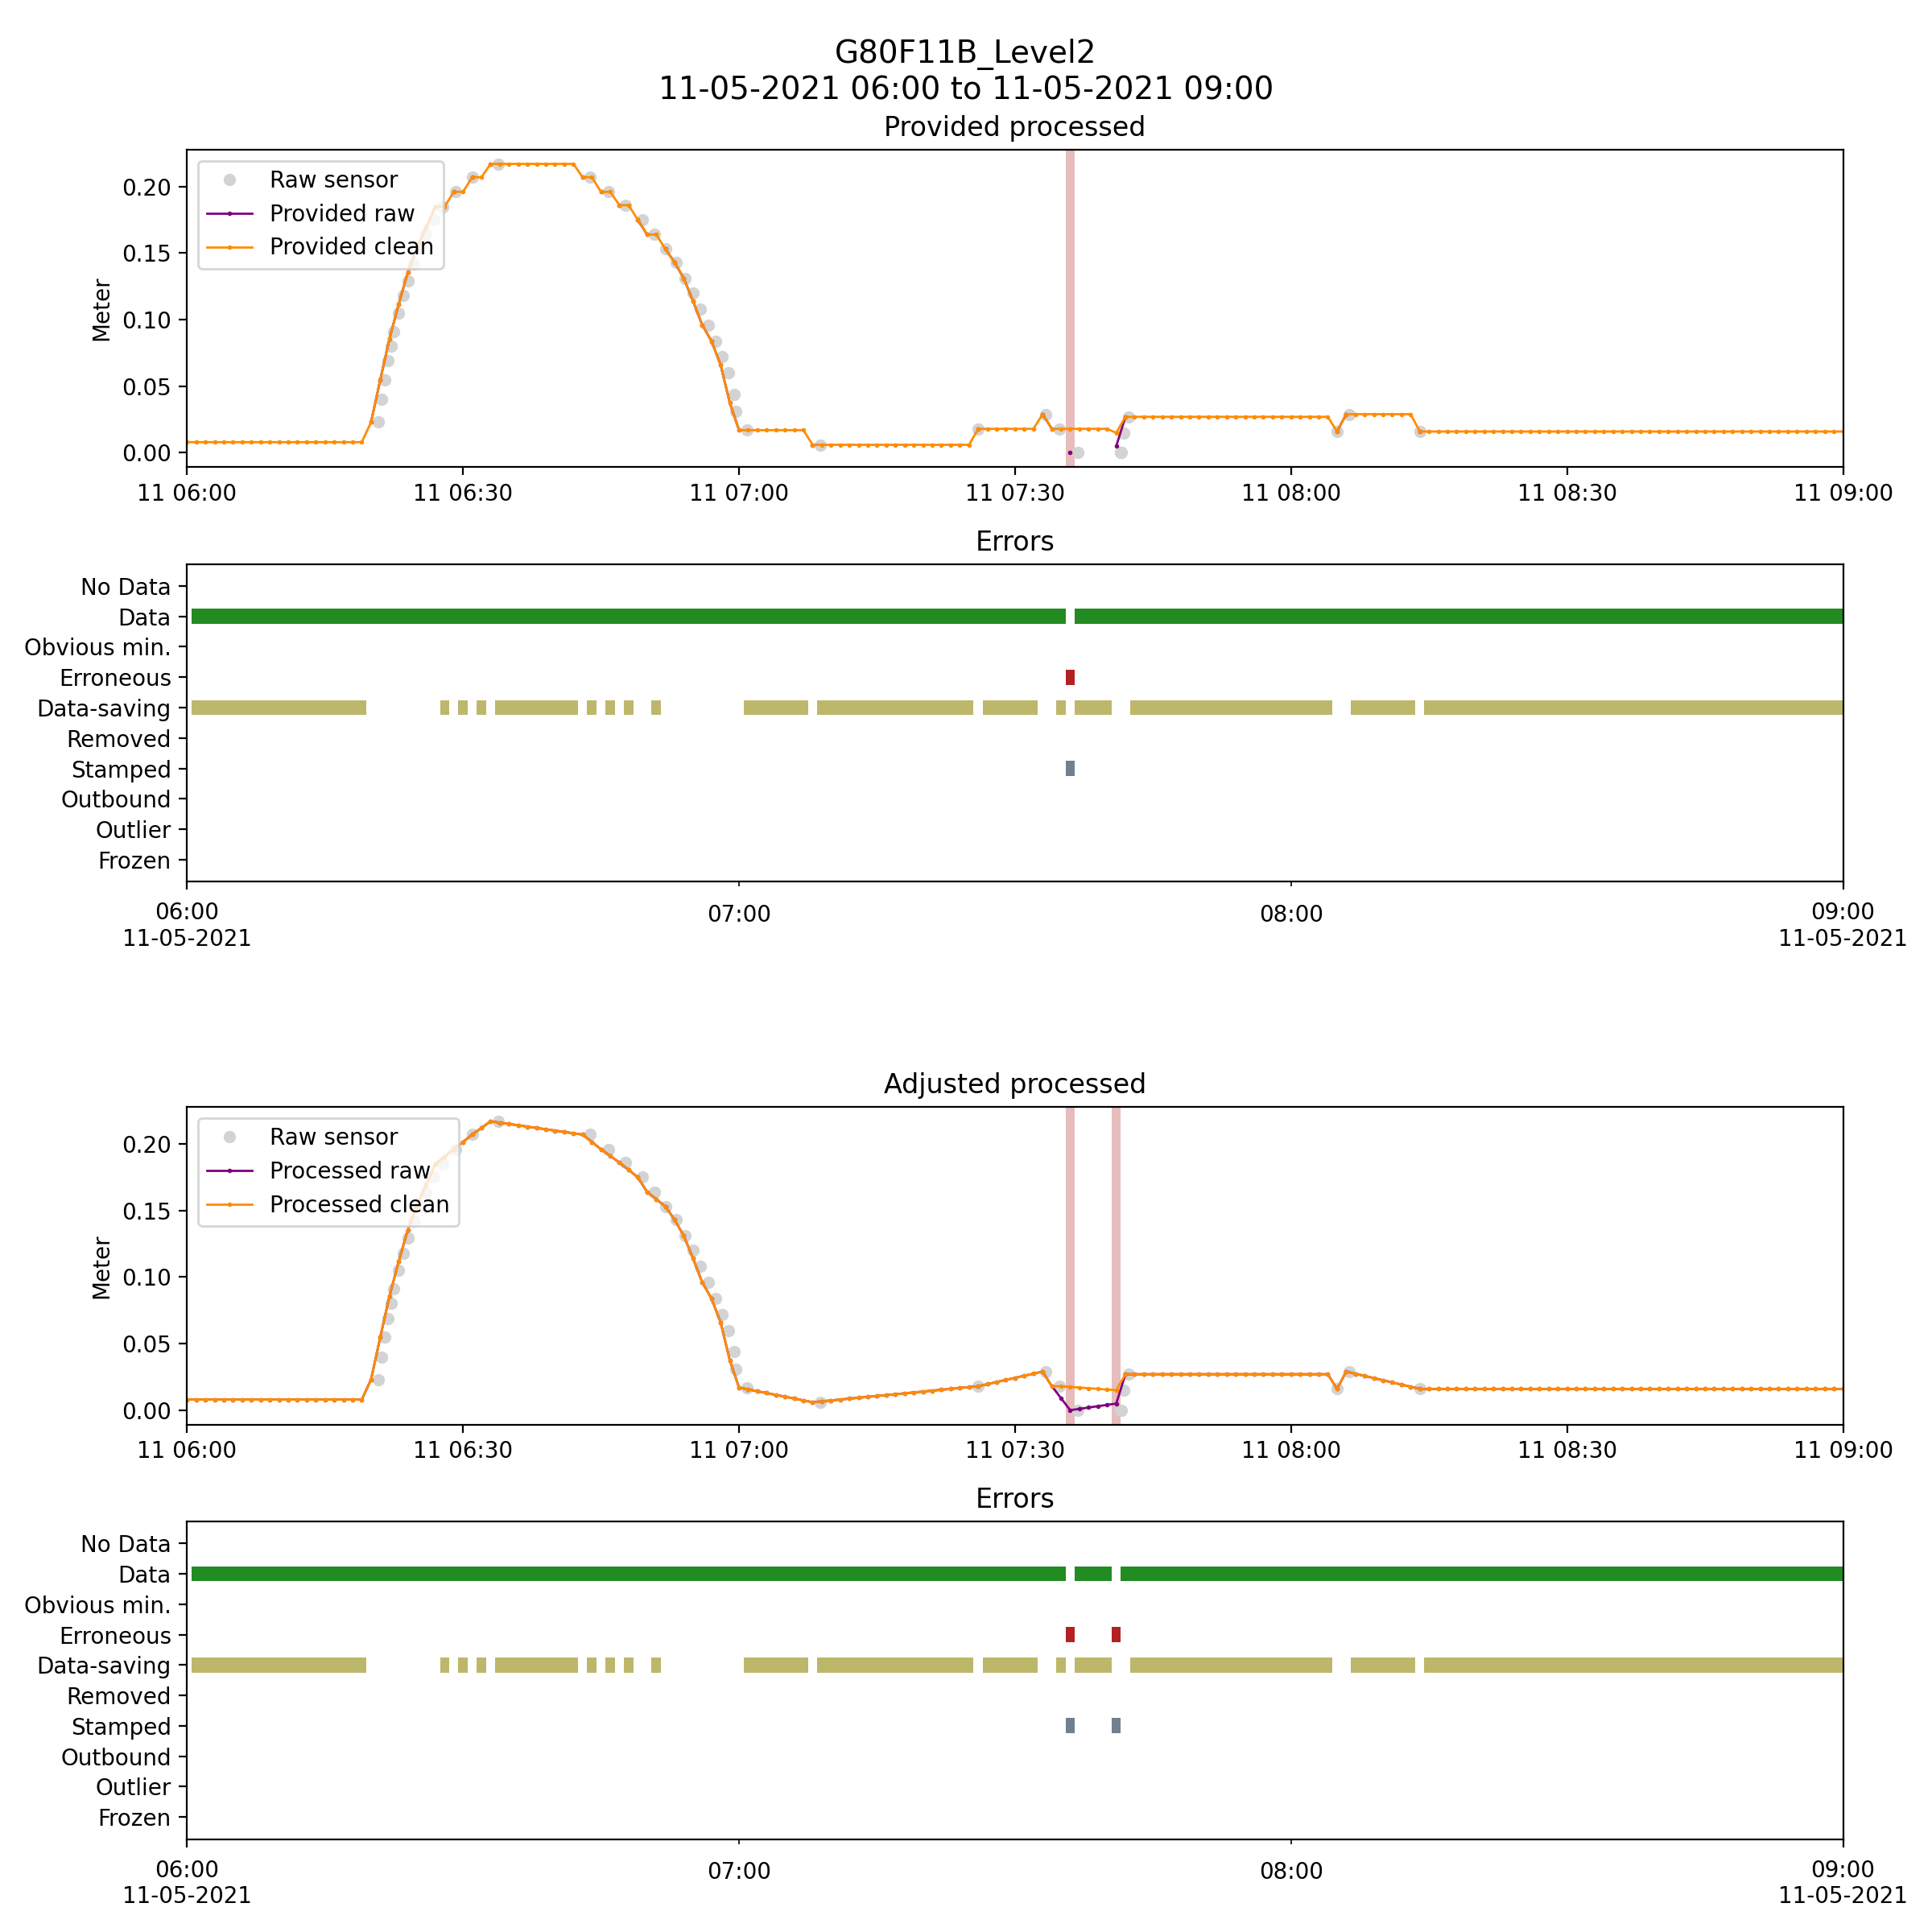 G80F11B_Level2
11-05-2021 06:00 to 11-05-2021 09:00
Provided processed
Raw sensor
Provided raw
Provided clean
Meter
0.20
0.15
0.10
0.05
0.00
11 06:00 11 06:30 11 07:00 11 07:30 11 08:00 11 08:30 11 09:00
Errors
No Data
Data
Obvious min.
Erroneous
Data-saving
Removed
Stamped
Outbound
Outlier
Frozen
06:00 07:00 08:00 09:00
11-05-2021 11-05-2021
Adjusted processed
Raw sensor
Processed raw
Processed clean
Meter
0.20
0.15
0.10
0.05
0.00
11 06:00 11 06:30 11 07:00 11 07:30 11 08:00 11 08:30 11 09:00
Errors
No Data
Data
Obvious min.
Erroneous
Data-saving
Removed
Stamped
Outbound
Outlier
Frozen
06:00 07:00 08:00 09:00
11-05-2021 11-05-2021